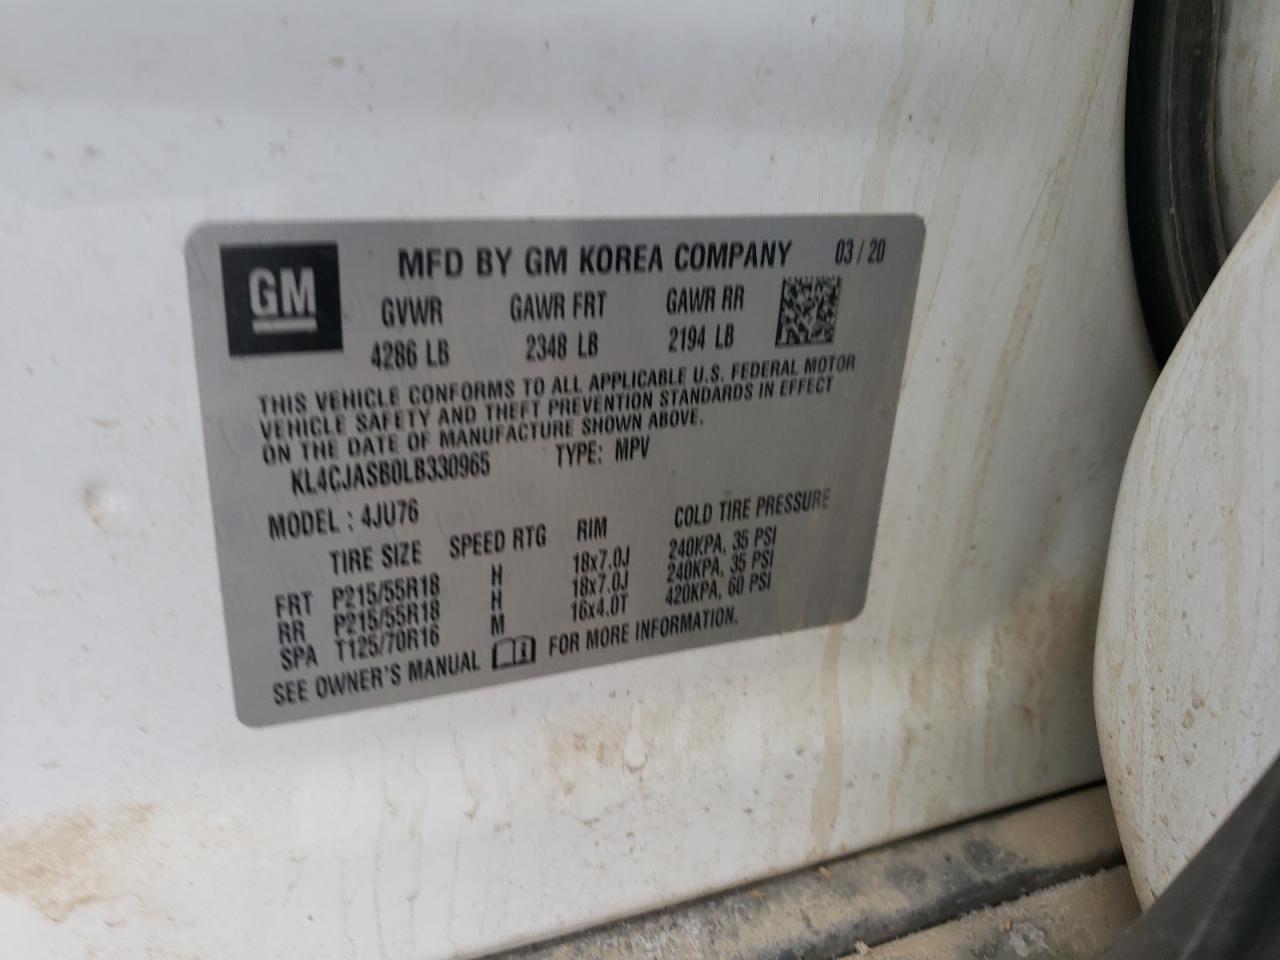 GM
MFD BY GM KOREA COMPANY 03 / 20
GVWR GAWR FRT GAWR RR
4286 LB 2348 LB 2194 LB
THIS VEHICLE CONFORMS TO ALL APPLICABLE U.S. FEDERAL MOTOR
VEHICLE SAFETY AND THEFT PREVENTION STANDARDS IN EFFECT
ON THE DATE OF MANUFACTURE SHOWN ABOVE.
KL4CJASB0LB330965 TYPE: MPV
MODEL : 4JU76
TIRE SIZE SPEED RTG RIM COLD TIRE PRESSURE
FRT P215/55R18 H 18x7.0J 240KPA, 35 PSI
RR P215/55R18 H 18x7.0J 240KPA, 35 PSI
SPA T125/70R16 M 16x4.0T 420KPA, 60 PSI
SEE OWNER'S MANUAL FOR MORE INFORMATION.